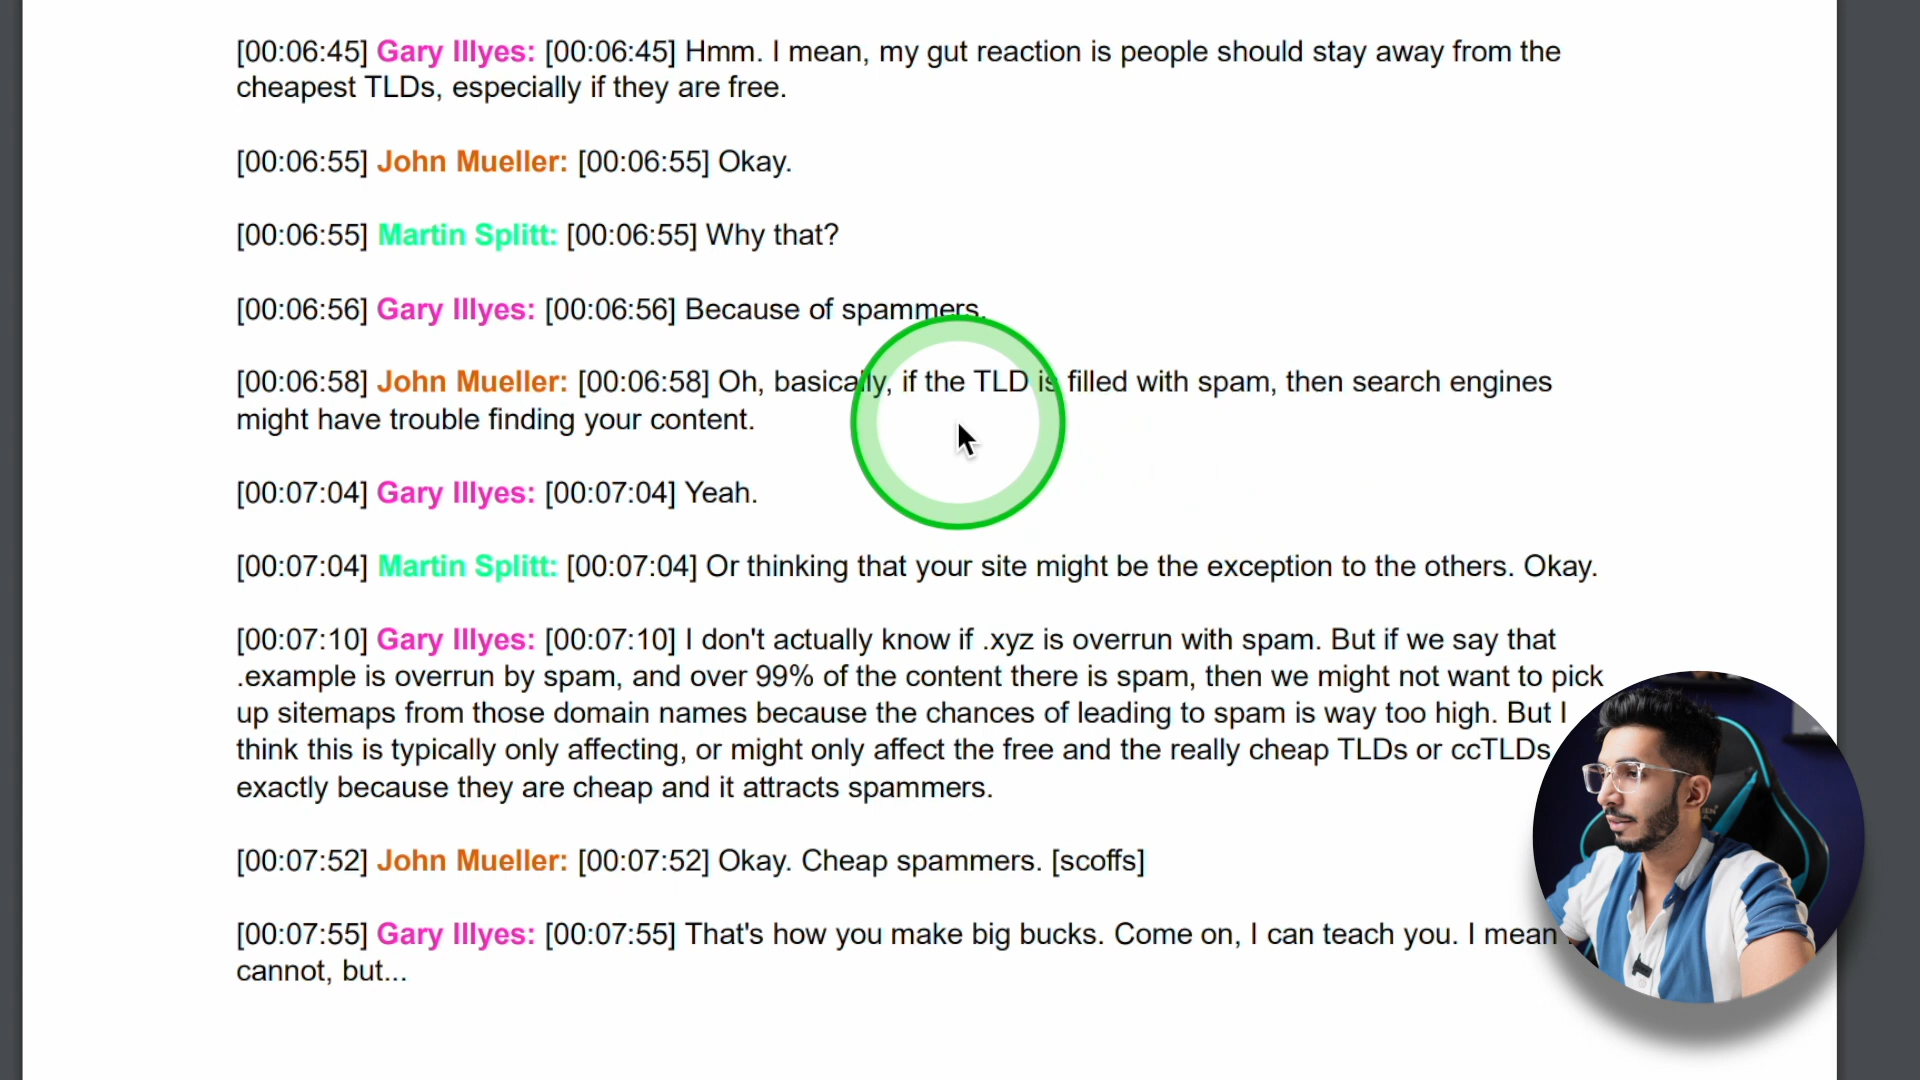 [00:06:45] Gary Illyes: [00:06:45] Hmm. I mean, my gut reaction is people should stay away from the
cheapest TLDs, especially if they are free.
[00:06:55] John Mueller: [00:06:55] Okay.
[00:06:55] Martin Splitt: [00:06:55] Why that?
[00:06:56] Gary Illyes: [00:06:56] Because of spammers.
[00:06:58] John Mueller: [00:06:58] Oh, basically, if the TLD is filled with spam, then search engines
might have trouble finding your content.
[00:07:04] Gary Illyes: [00:07:04] Yeah.
[00:07:04] Martin Splitt: [00:07:04] Or thinking that your site might be the exception to the others. Okay.
[00:07:10] Gary Illyes: [00:07:10] I don't actually know if .xyz is overrun with spam. But if we say that
.example is overrun by spam, and over 99% of the content there is spam, then we might not want to pick
up sitemaps from those domain names because the chances of leading to spam is way too high. But I
think this is typically only affecting, or might only affect the free and the really cheap TLDs or ccTLDs
exactly because they are cheap and it attracts spammers.
[00:07:52] John Mueller: [00:07:52] Okay. Cheap spammers. [scoffs]
[00:07:55] Gary Illyes: [00:07:55] That's how you make big bucks. Come on, I can teach you. I mean
cannot, but...